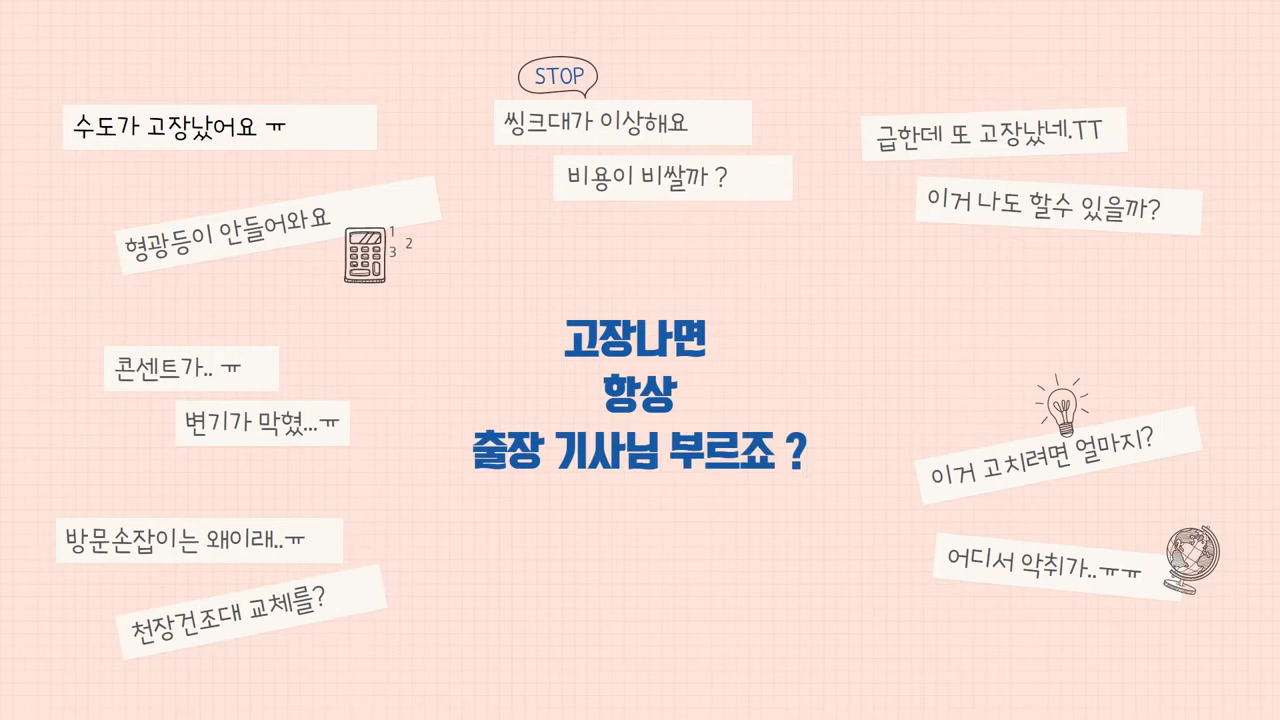 STOP
수도가 고장났어요 ㅠ
씽크대가 이상해요
급한데 또 고장났네.TT
비용이 비쌀까 ?
이거 나도 할수 있을까?
형광등이 안들어와요
1
2
3
고장나면
항상
출장 기사님 부르죠 ?
콘센트가.. ㅠ
변기가 막혔...ㅠ
이거 고치려면 얼마지?
방문손잡이는 왜이래..ㅠ
어디서 악취가..ㅠㅠ
천장건조대 교체를?